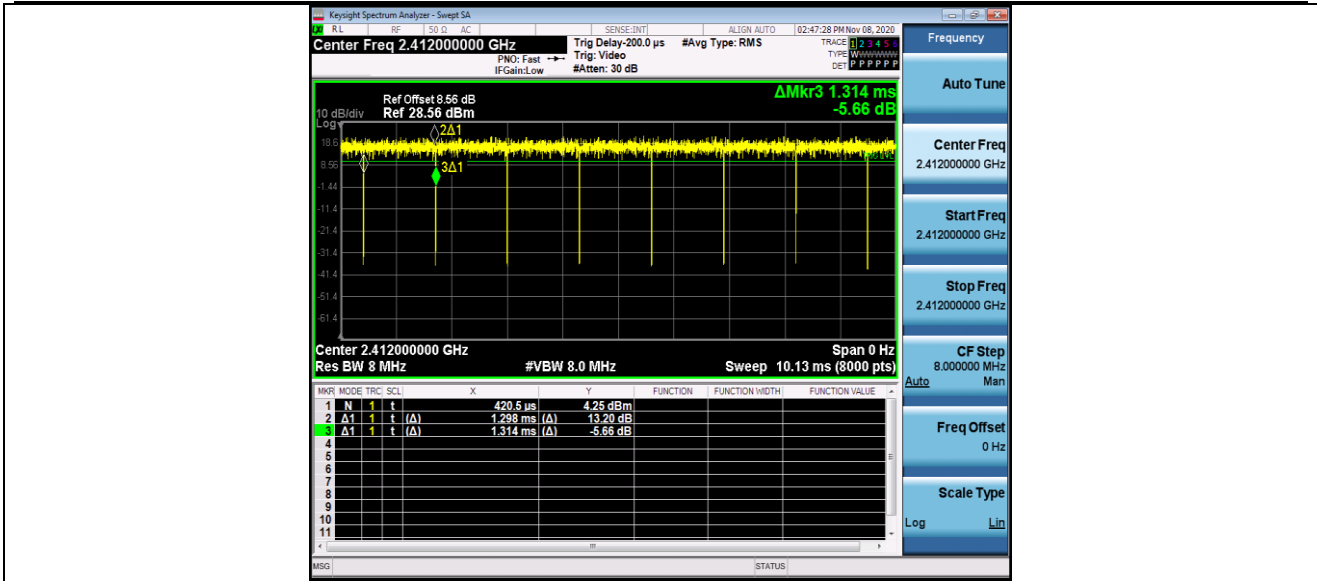 Keysight Spectrum Analyzer - Swept SA
RL RF 50 Ω AC SENSE:INT ALIGN AUTO 02:47:28 PM Nov 08, 2020
Center Freq 2.412000000 GHz
PNO: Fast
IFGain:Low
Trig Delay-200.0 µs
Trig: Video
#Atten: 30 dB
#Avg Type: RMS
TRACE 1 2 3 4 5 6
TYPE WWWWWW
DET P P P P P P
Frequency
Auto Tune
Center Freq
2.412000000 GHz
Start Freq
2.412000000 GHz
Stop Freq
2.412000000 GHz
CF Step
8.000000 MHz
Auto Man
Freq Offset
0 Hz
Scale Type
Log Lin
ΔMkr3 1.314 ms
-5.66 dB
Ref Offset 8.56 dB
10 dB/div Ref 28.56 dBm
Log
2Δ1
3Δ1
18.6
8.56
-1.44
-11.4
-21.4
-31.4
-41.4
-51.4
-61.4
Center 2.412000000 GHz Span 0 Hz
Res BW 8 MHz #VBW 8.0 MHz Sweep 10.13 ms (8000 pts)
MKR MODE TRC SCL X Y FUNCTION FUNCTION WIDTH FUNCTION VALUE
1 N 1 t 420.5 µs 4.25 dBm
2 Δ1 1 t (Δ) 1.298 ms (Δ) 13.20 dB
3 Δ1 1 t (Δ) 1.314 ms (Δ) -5.66 dB
4
5
6
7
8
9
10
11
MSG STATUS